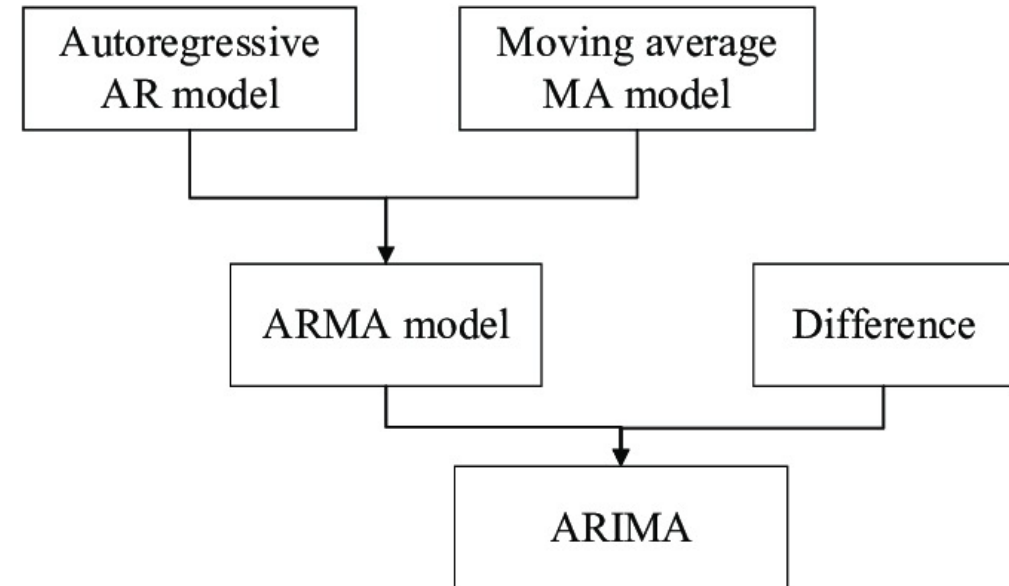 Autoregressive
AR model
Moving average
MA model
ARMA model
Difference
ARIMA